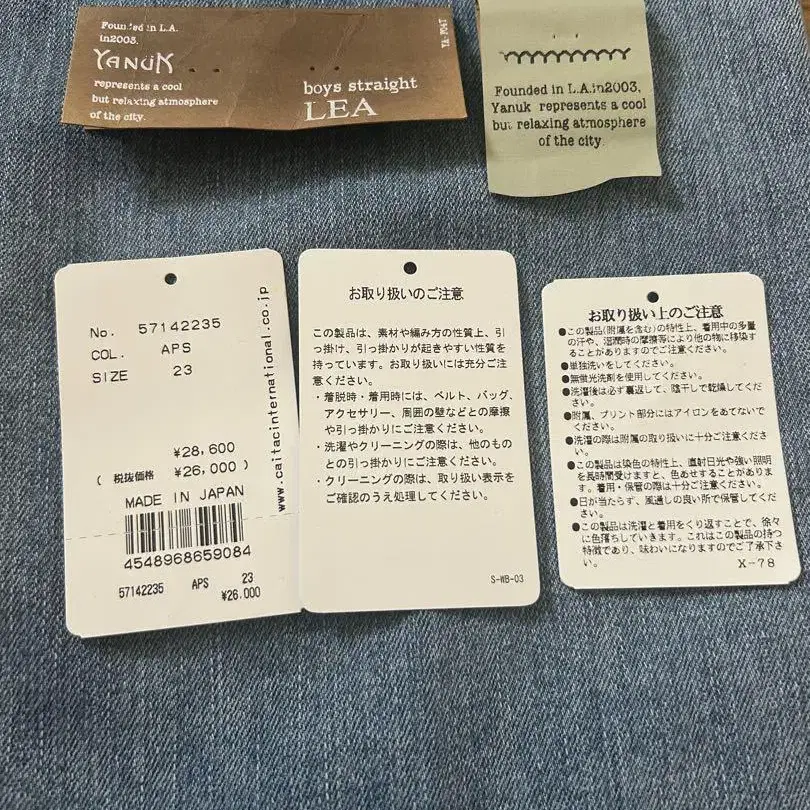 Founded in L.A.
in2003.
YANUK
represents a cool
but relaxing atmosphere
of the city.
boys straight
LEA
Founded in L.A.in2003,
Yanuk represents a cool
but relaxing atmosphere
of the city.
No. 57142235
COL. APS
SIZE 23
¥28,600
( 税抜価格 ¥26,000 )
MADE IN JAPAN
4548968659084
57142235 APS 23
¥26,000
www.caitacinternational.co.jp
お取り扱いのご注意
この製品は、素材や編み方の性質上、引
っ掛け、引っ掛かりが起きやすい性質を
持っています。お取り扱いには充分ご注
意ください。
・着脱時・着用時には、ベルト、バッグ、
アクセサリー、周囲の壁などとの摩擦
や引っ掛かりにご注意ください。
・洗濯やクリーニングの際は、他のもの
との引っ掛かりにご注意ください。
・クリーニングの際は、取り扱い表示を
ご確認のうえ処理してください。
S-WB-03
お取り扱い上のご注意
●この製品(附属を含む)の特性上、着用中の多量
の汗や、湿潤時の摩擦等により他の物に移染す
ることがありますのでご注意ください。
●単独洗いをしてください。
●無蛍光洗剤を使用してください。
●洗濯後は必ず裏返して、陰干しで乾燥してくだ
さい。
●附属、プリント部分にはアイロンをあてないで
ください。
●洗濯の際は附属の取り扱いに十分ご注意くださ
い。
●この製品は染色の特性上、直射日光や強い照明
を長時間受けますと、色あせることがありま
す。着用・保管の際は十分ご注意ください。
●日が当たらず、風通しの良い所で保管してくだ
さい。
●この製品は洗濯と着用をくり返すことで、徐々
に色落ちしていきます。これはこの製品の持つ
特徴であり、味わいになりますのでご了承下さ
い。
X-78